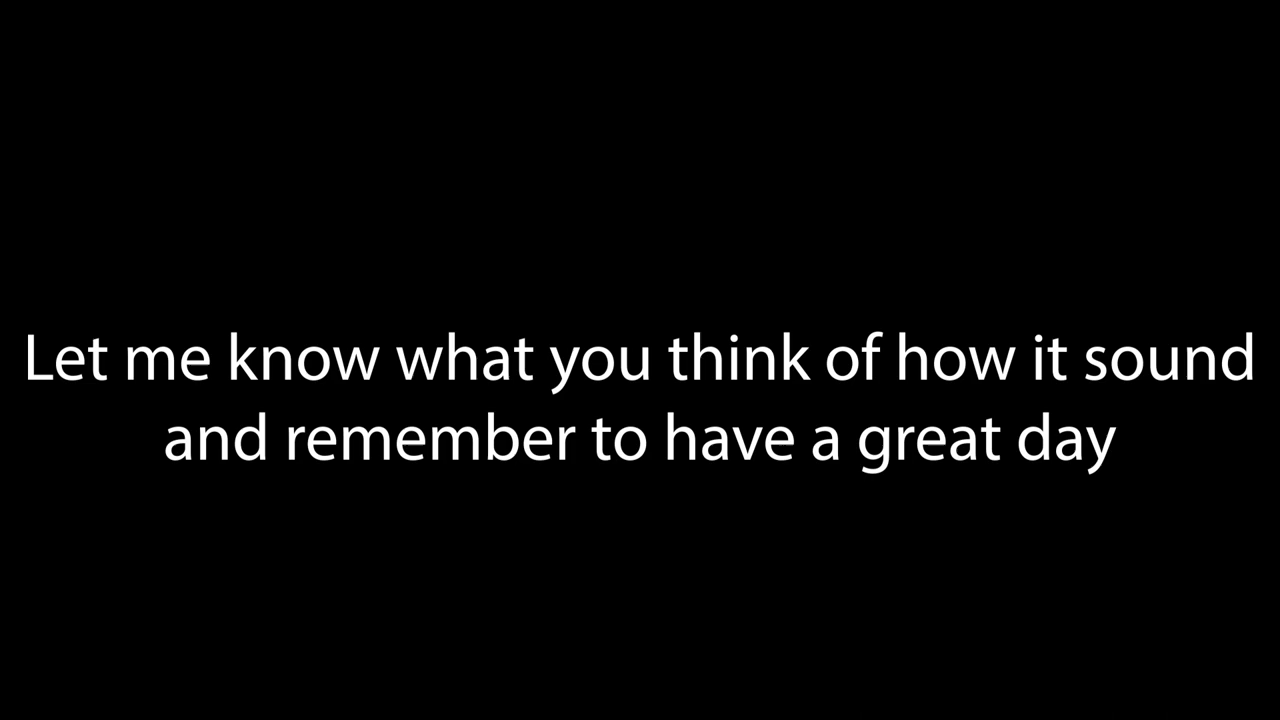 Let me know what you think of how it sound
and remember to have a great day